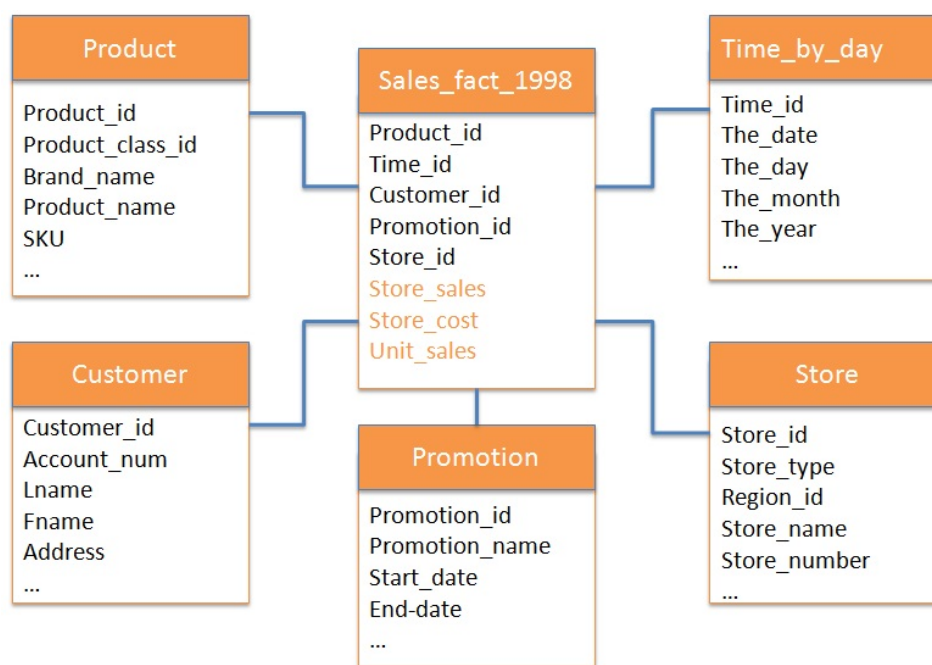 Product
Product_id
Product_class_id
Brand_name
Product_name
SKU
...
Sales_fact_1998
Product_id
Time_id
Customer_id
Promotion_id
Store_id
Store_sales
Store_cost
Unit_sales
Time_by_day
Time_id
The_date
The_day
The_month
The_year
...
Customer
Customer_id
Account_num
Lname
Fname
Address
...
Promotion
Promotion_id
Promotion_name
Start_date
End-date
...
Store
Store_id
Store_type
Region_id
Store_name
Store_number
...